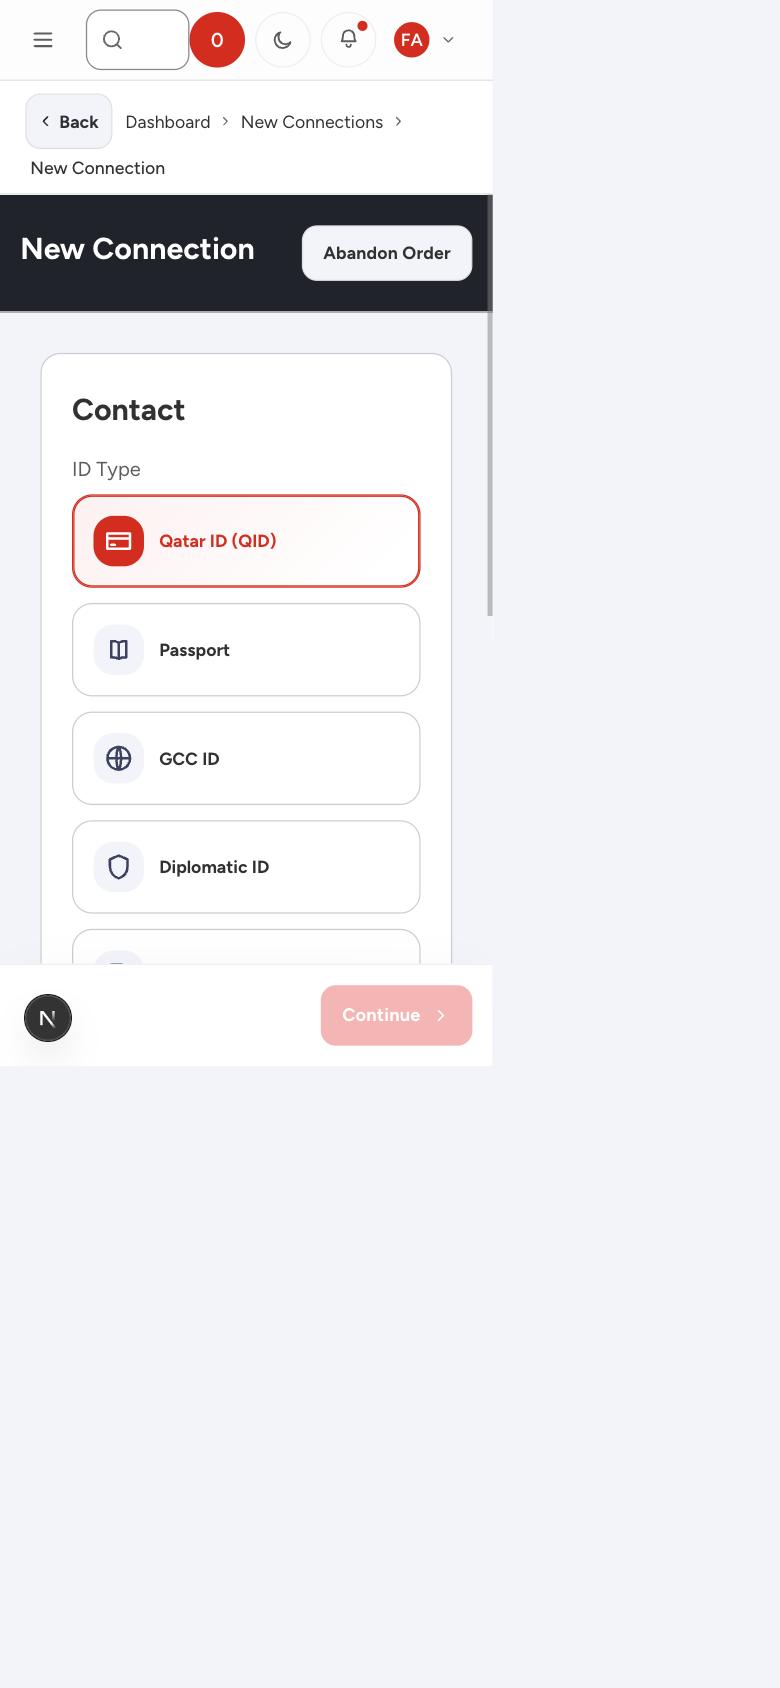 0
FA
Back Dashboard New Connections
New Connection
New Connection
Abandon Order
Contact
ID Type
Qatar ID (QID)
Passport
GCC ID
Diplomatic ID
N
Continue